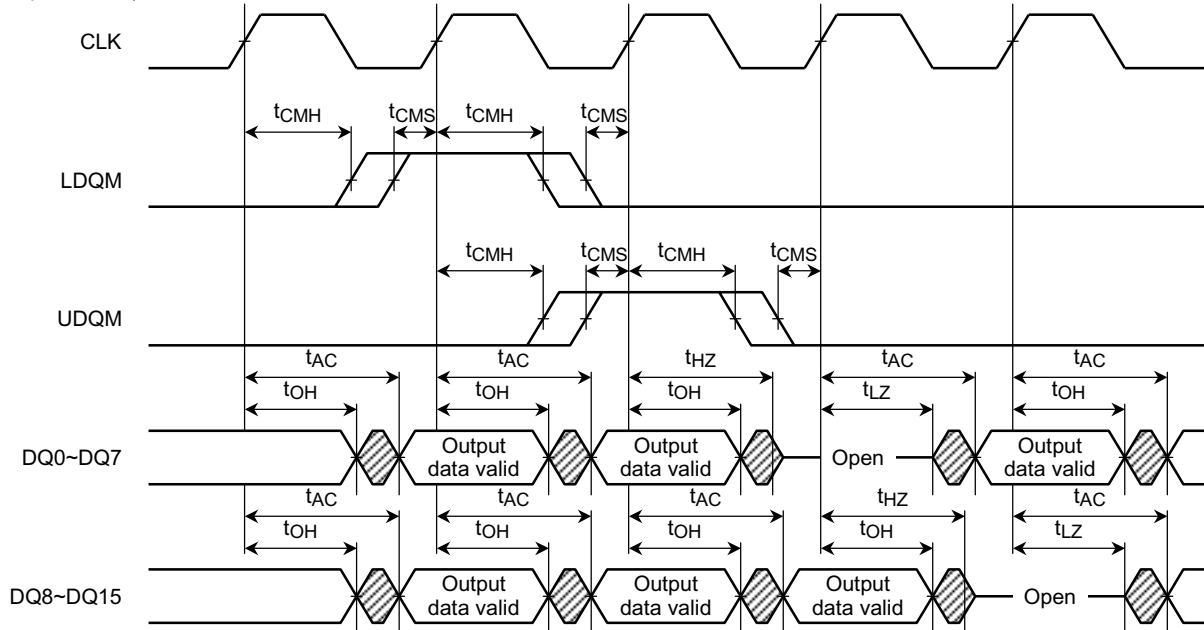 CLK
tCMH tCMS tCMH tCMS
LDQM
tCMH tCMS tCMH tCMS
UDQM
tAC tAC tHZ tAC tAC
tOH tOH tOH tLZ tOH
DQ0~DQ7
Output data valid
Output data valid
Open
Output data valid
tAC tAC tAC tHZ tAC
tOH tOH tOH tOH tLZ
DQ8~DQ15
Output data valid
Output data valid
Output data valid
Open